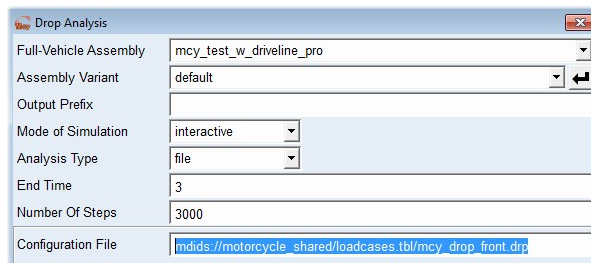 Drop Analysis
Full-Vehicle Assembly mcy_test_w_driveline_pro
Assembly Variant default
Output Prefix
Mode of Simulation interactive
Analysis Type file
End Time 3
Number Of Steps 3000
Configuration File mdids://motorcycle_shared/loadcases.tbl/mcy_drop_front.drp